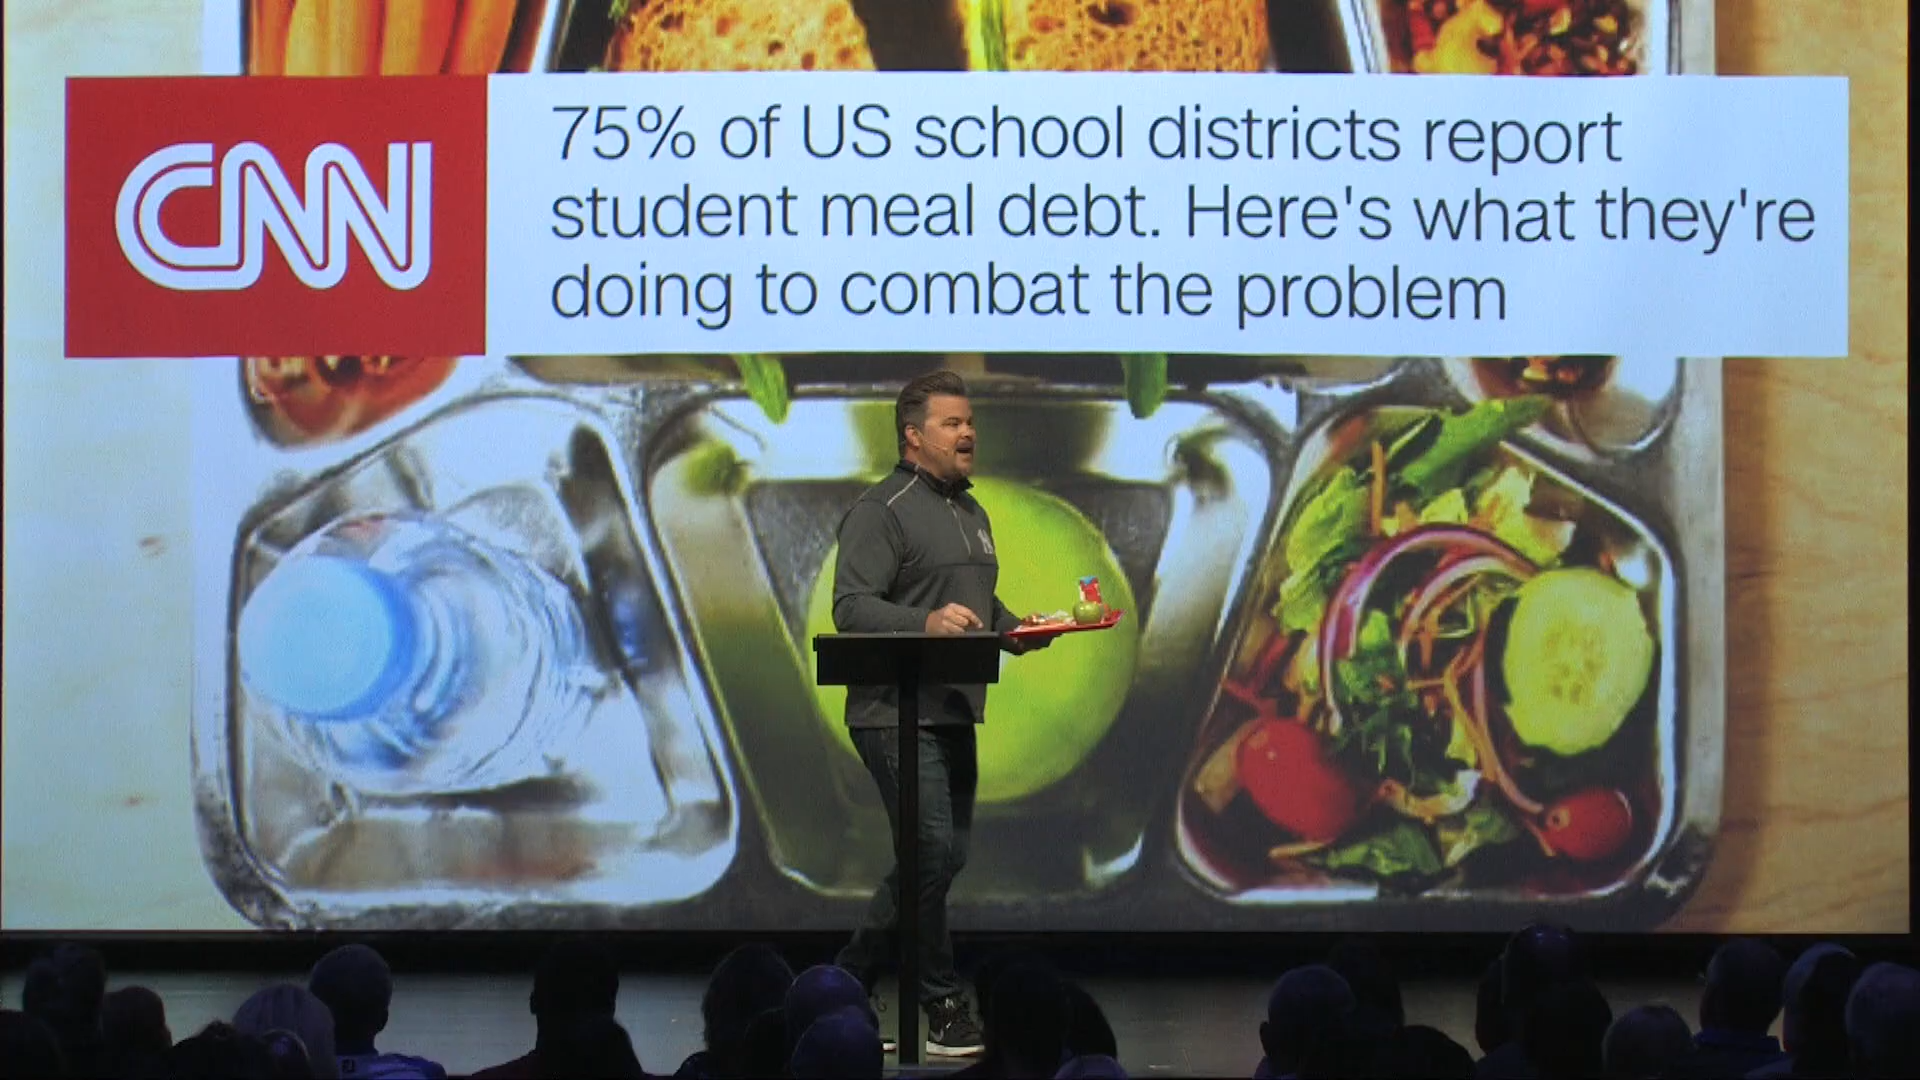 CNN
75% of US school districts report
student meal debt. Here's what they're
doing to combat the problem
NY